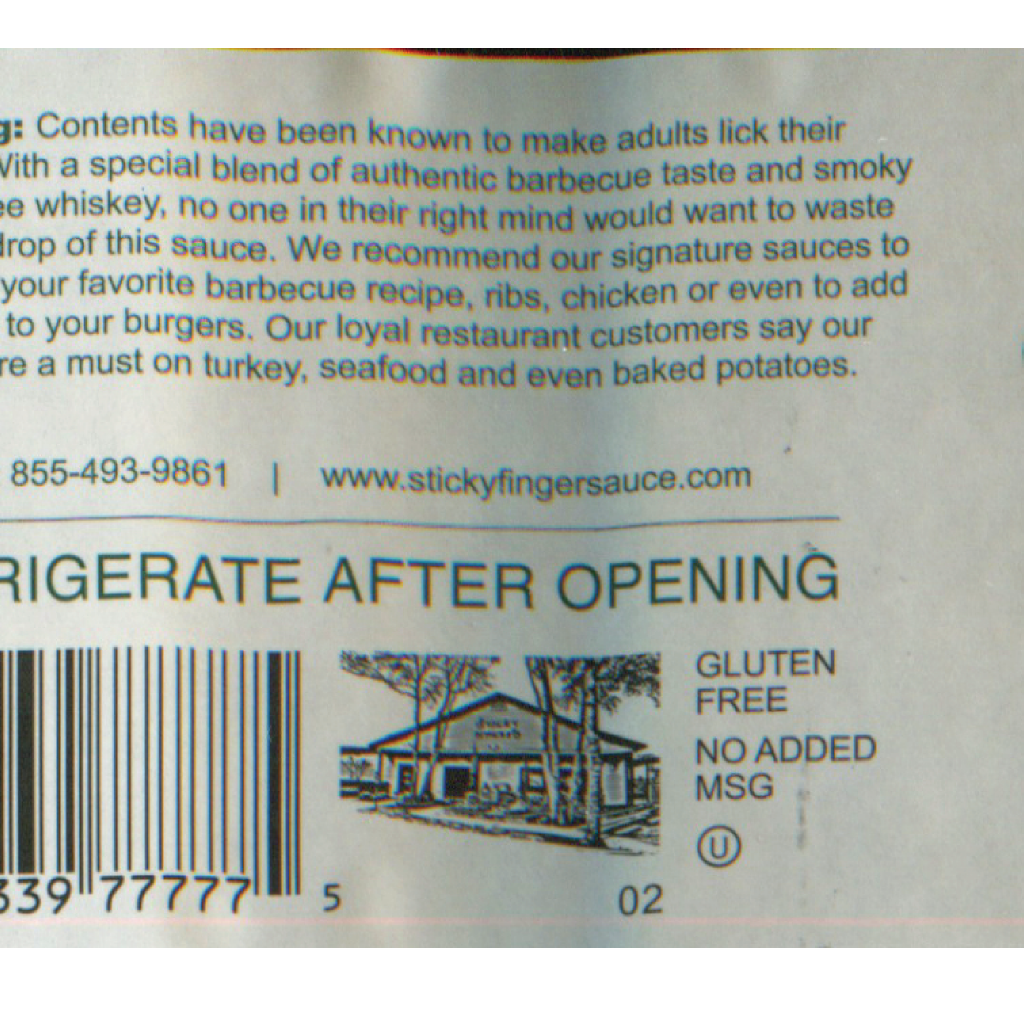 g: Contents have been known to make adults lick their
With a special blend of authentic barbecue taste and smoky
ee whiskey, no one in their right mind would want to waste
drop of this sauce. We recommend our signature sauces to
your favorite barbecue recipe, ribs, chicken or even to add
to your burgers. Our loyal restaurant customers say our
re a must on turkey, seafood and even baked potatoes.
855-493-9861 | www.stickyfingersauce.com
RIGERATE AFTER OPENING
GLUTEN
FREE
NO ADDED
MSG
U
339 77777 5
02